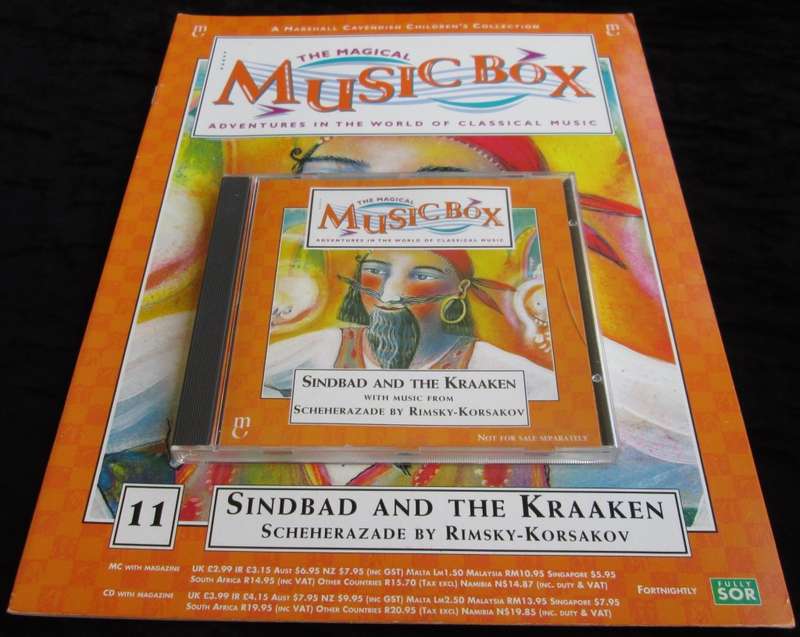 A Marshall Cavendish Children's Collection
mc
THE MAGICAL
MUSIC BOX
ADVENTURES IN THE WORLD OF CLASSICAL MUSIC
THE MAGICAL
MUSIC BOX
ADVENTURES IN THE WORLD OF CLASSICAL MUSIC
Sindbad and the Kraaken
with music from
Scheherazade by Rimsky-Korsakov
mc
Not for sale separately
11
Sindbad and the Kraaken
Scheherazade by Rimsky-Korsakov
MC with magazine UK £2.99 IR £3.15 Aust $6.95 NZ $7.95 (inc GST) Malta Lm1.50 Malaysia RM10.95 Singapore $5.95
South Africa R14.95 (inc VAT) Other Countries R15.70 (Tax excl) Namibia N$14.87 (inc. duty & VAT)
CD with magazine UK £3.99 IR £4.15 Aust $7.95 NZ $9.95 (inc GST) Malta Lm2.50 Malaysia RM13.95 Singapore $7.95
South Africa R19.95 (inc VAT) Other Countries R20.95 (Tax excl) Namibia N$19.85 (inc. duty & VAT)
Fortnightly
FULLY
SOR